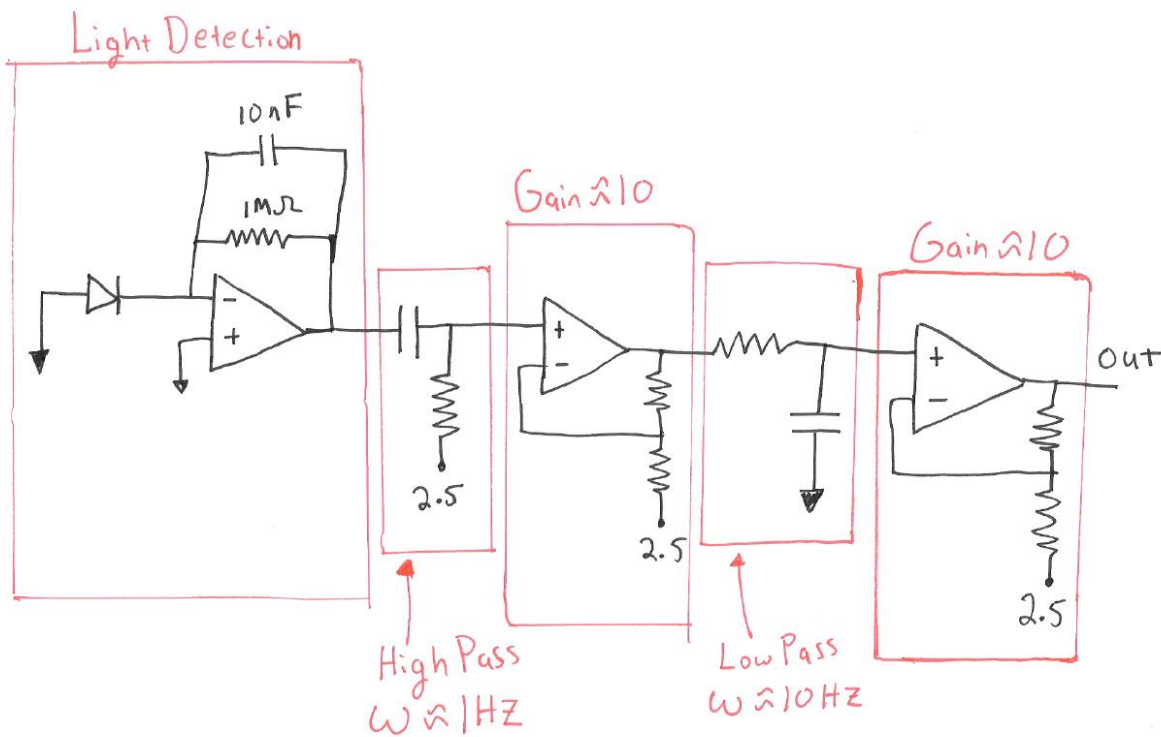 Light Detection
10nF
1MΩ
-
+
2.5
High Pass
ω ≈ 1HZ
Gain ≈ 10
+
-
2.5
Low Pass
ω ≈ 10HZ
Gain ≈ 10
+
-
out
2.5